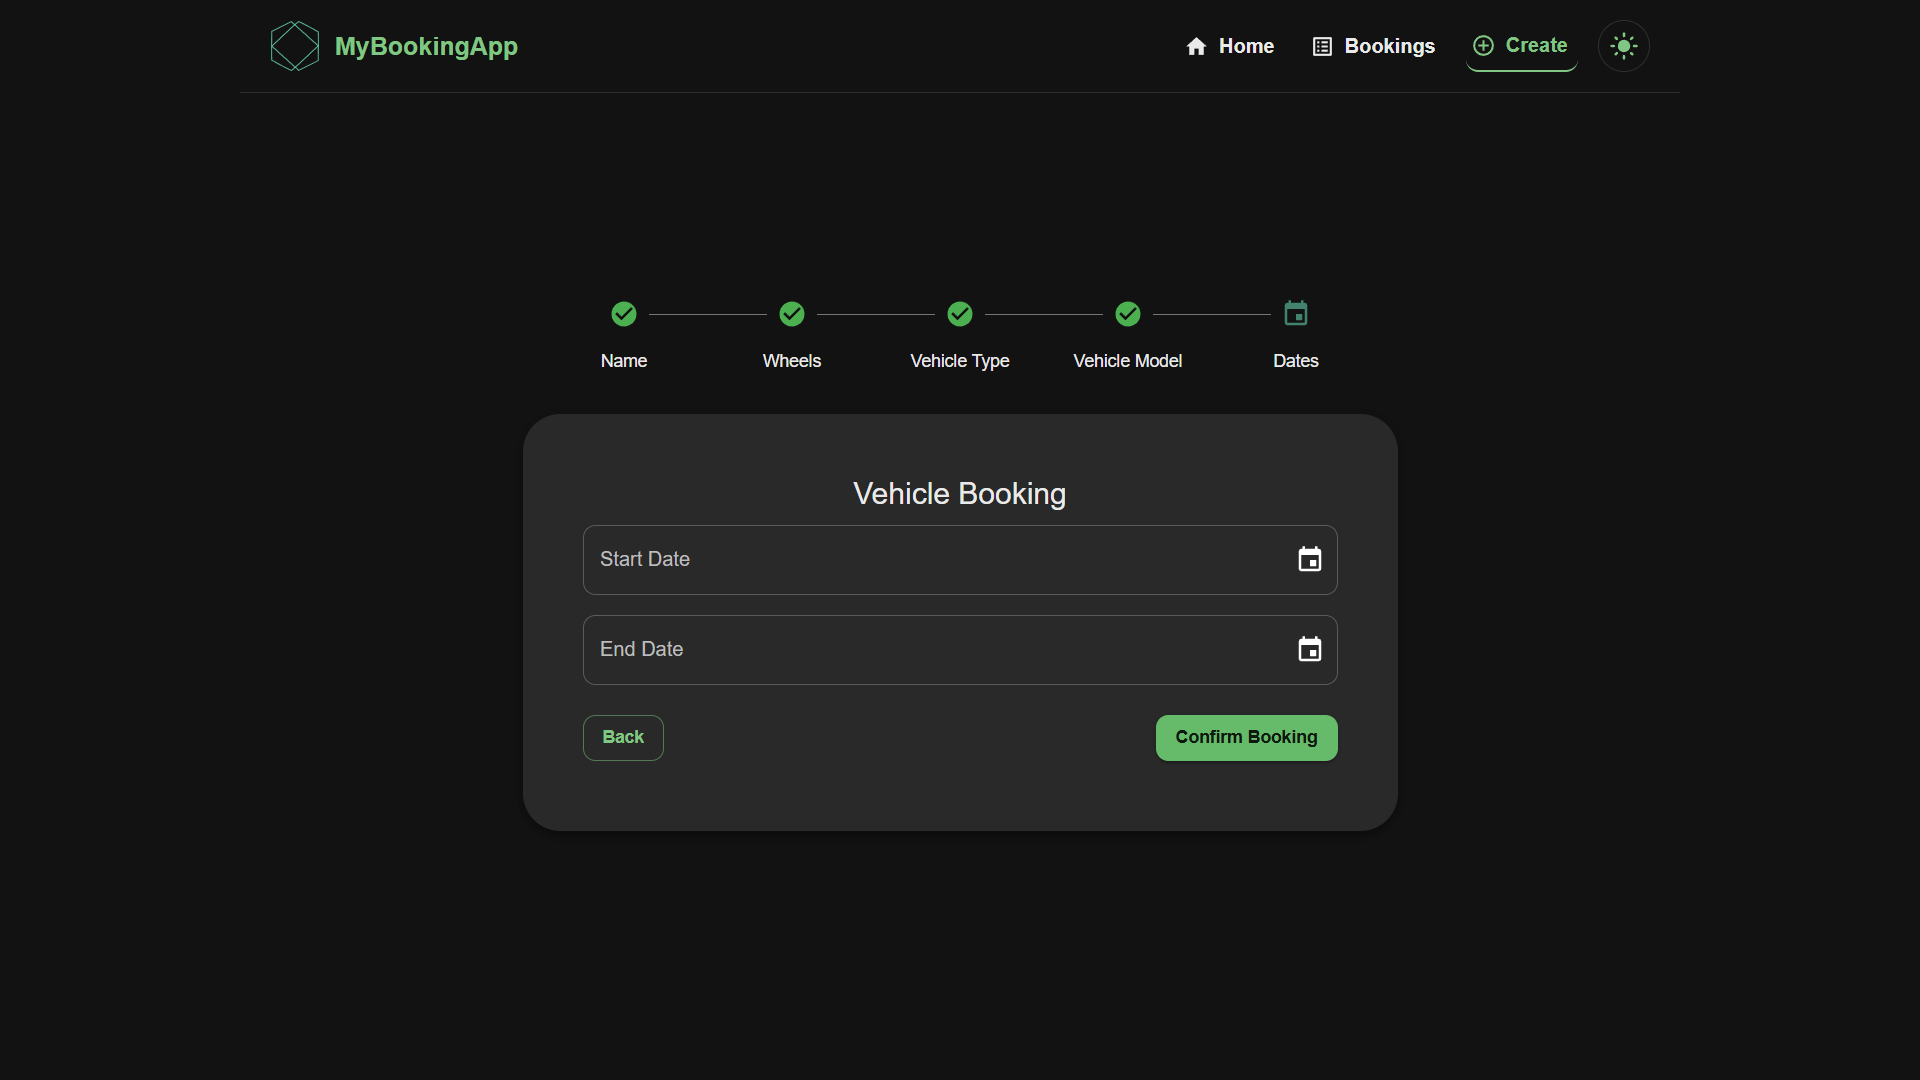 MyBookingApp
Home
Bookings
Create
Name
Wheels
Vehicle Type
Vehicle Model
Dates
Vehicle Booking
Start Date
End Date
Back
Confirm Booking